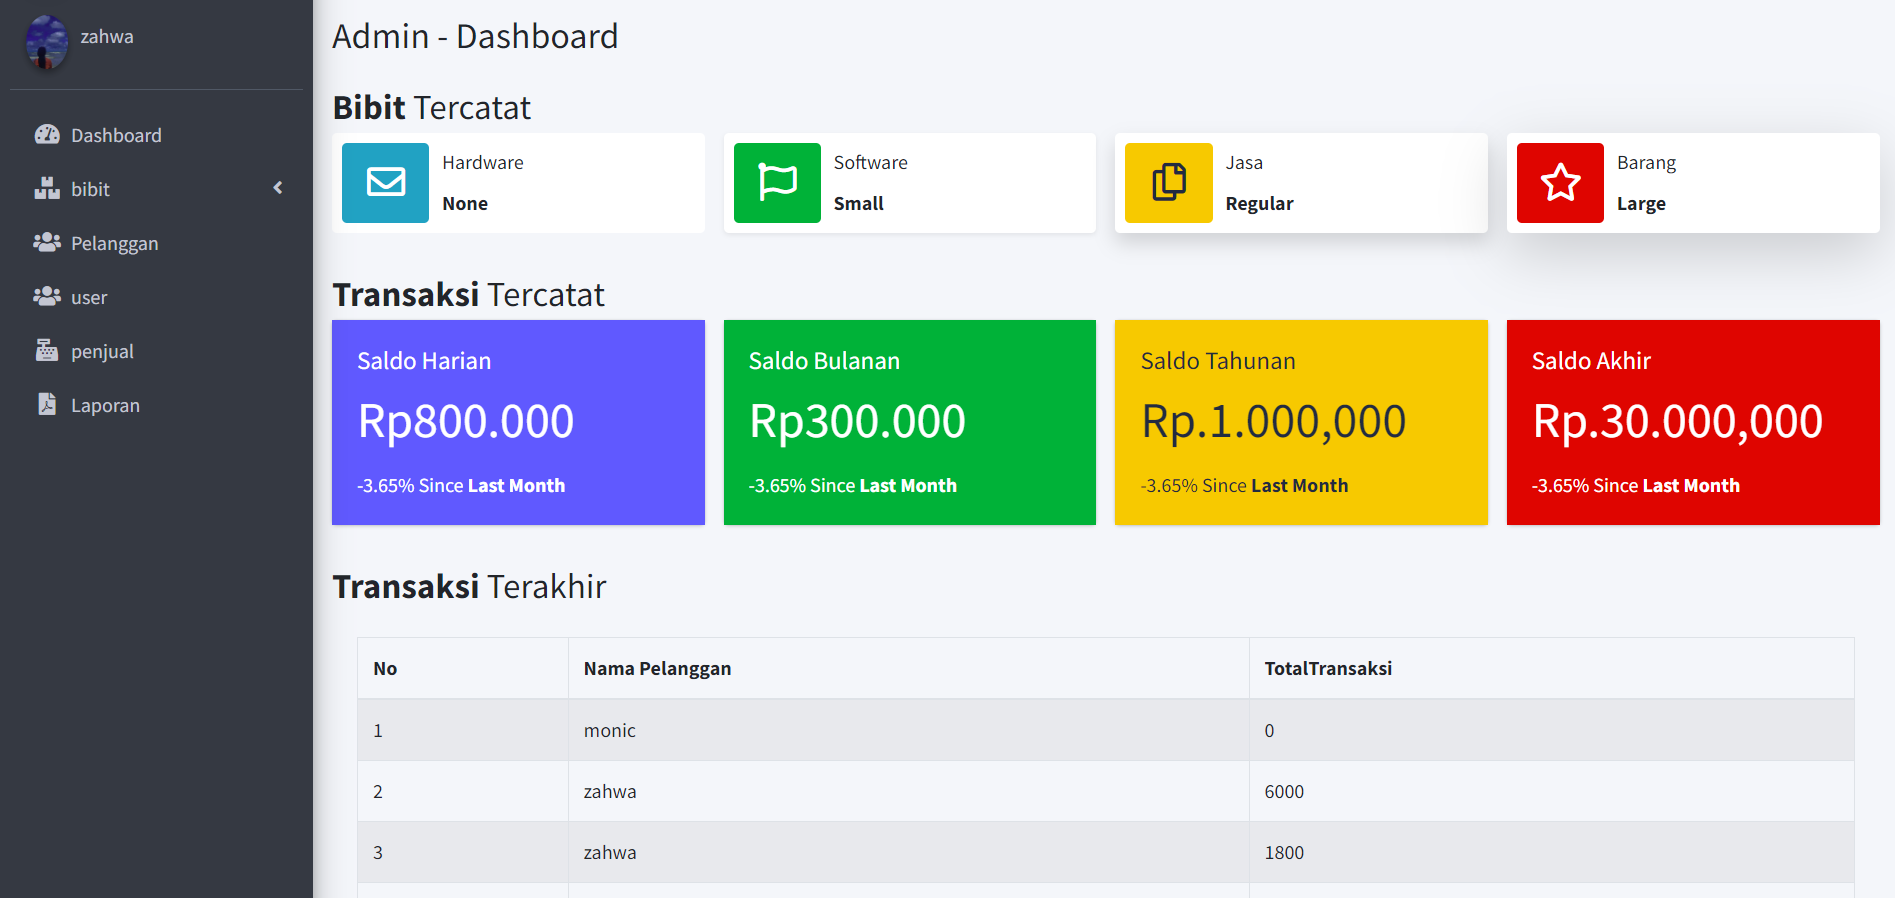 zahwa
Dashboard
bibit
Pelanggan
user
penjual
Laporan
Admin - Dashboard
Bibit Tercatat
Hardware
None
Software
Small
Jasa
Regular
Barang
Large
Transaksi Tercatat
Saldo Harian
Rp800.000
-3.65% Since Last Month
Saldo Bulanan
Rp300.000
-3.65% Since Last Month
Saldo Tahunan
Rp.1.000,000
-3.65% Since Last Month
Saldo Akhir
Rp.30.000,000
-3.65% Since Last Month
Transaksi Terakhir
No Nama Pelanggan TotalTransaksi
1 monic 0
2 zahwa 6000
3 zahwa 1800